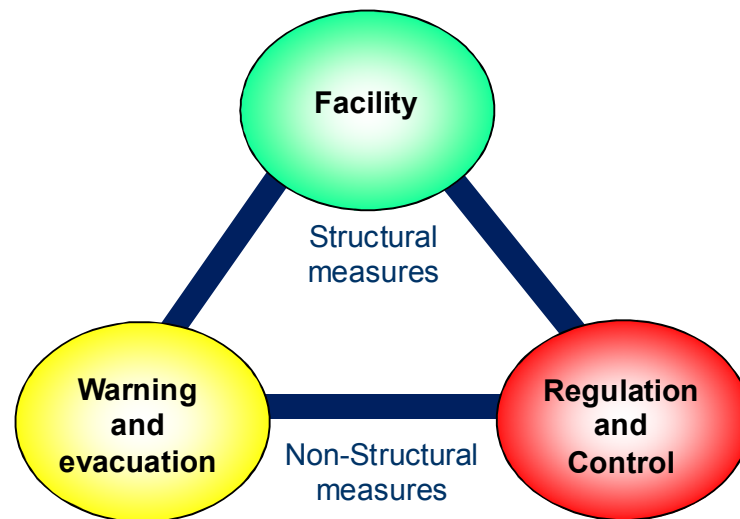 Facility
Structural
measures
Warning
and
evacuation
Regulation
and
Control
Non-Structural
measures